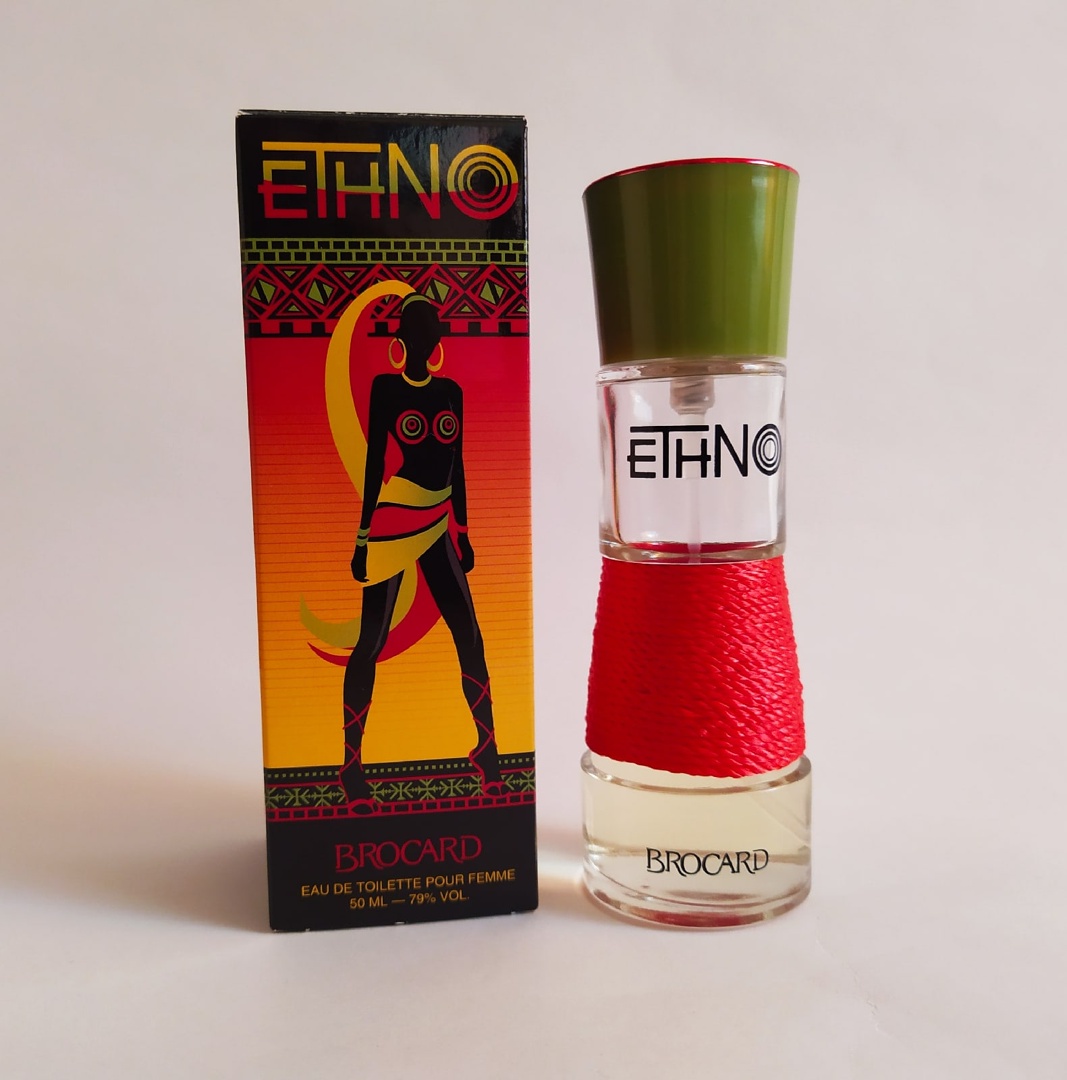 ETHNO
BROCARD
EAU DE TOILETTE POUR FEMME
50 ML — 79% VOL.
ETHNO
BROCARD